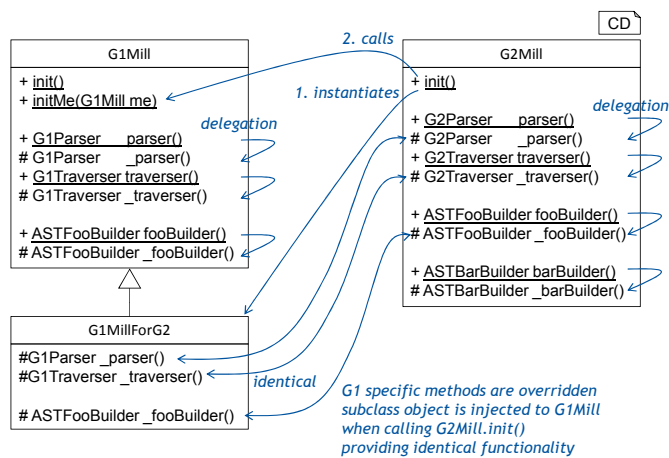 CD
G1Mill
+ init()
+ initMe(G1Mill me)
+ G1Parser parser()
# G1Parser _parser()
+ G1Traverser traverser()
# G1Traverser _traverser()
+ ASTFooBuilder fooBuilder()
# ASTFooBuilder _fooBuilder()
delegation
2. calls
1. instantiates
G2Mill
+ init()
+ G2Parser parser()
# G2Parser _parser()
+ G2Traverser traverser()
# G2Traverser _traverser()
+ ASTFooBuilder fooBuilder()
# ASTFooBuilder _fooBuilder()
+ ASTBarBuilder barBuilder()
# ASTBarBuilder _barBuilder()
delegation
G1MillForG2
#G1Parser _parser()
#G1Traverser _traverser()
# ASTFooBuilder _fooBuilder()
identical
G1 specific methods are overridden
subclass object is injected to G1Mill
when calling G2Mill.init()
providing identical functionality